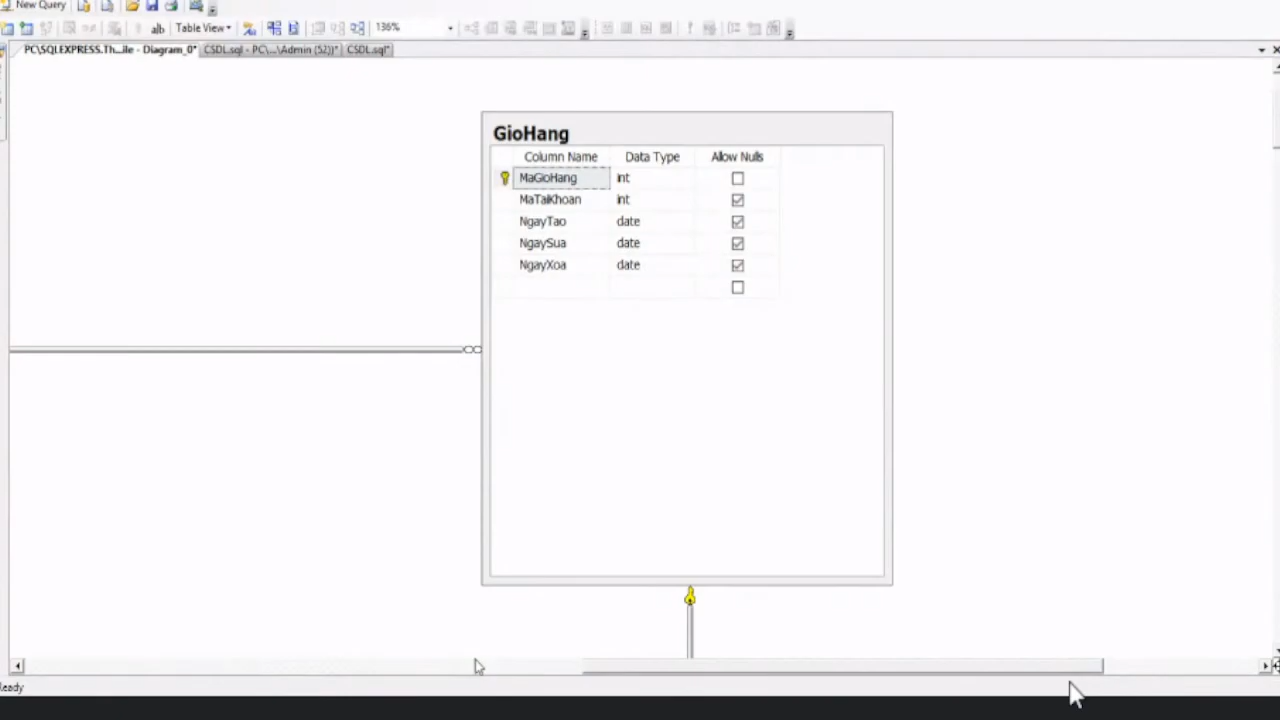 New Query
Table View
136%
PC\SQLEXPRESS.Th...ile - Diagram_0*
CSDL.sql - PC\...\Admin (52))*
CSDL.sql*
GioHang
Column Name Data Type Allow Nulls
MaGioHang int
MaTaiKhoan int
NgayTao date
NgaySua date
NgayXoa date